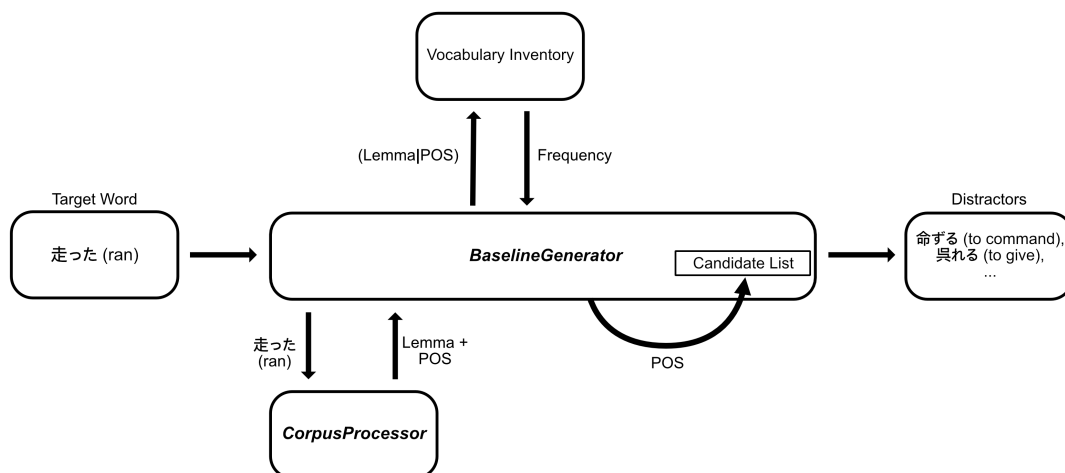 Vocabulary Inventory
(Lemma|POS)
Frequency
Target Word
走った (ran)
BaselineGenerator
Candidate List
Distractors
命ずる (to command),
呉れる (to give),
...
走った
(ran)
Lemma +
POS
POS
CorpusProcessor